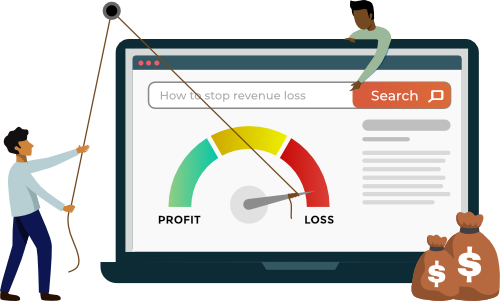 How to stop revenue loss
Search
PROFIT
LOSS
$
$